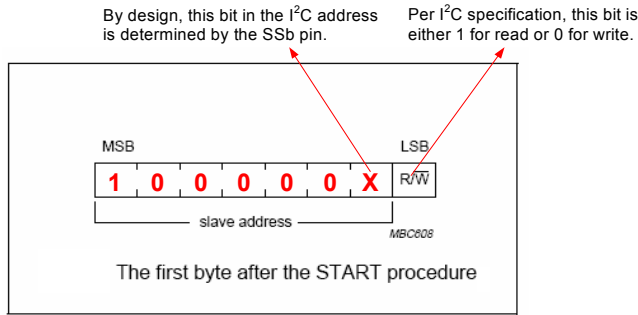 By design, this bit in the I²C address
is determined by the SSb pin.
Per I²C specification, this bit is
either 1 for read or 0 for write.
MSB LSB
1 0 0 0 0 0 X R/W̅
slave address
MBC608
The first byte after the START procedure